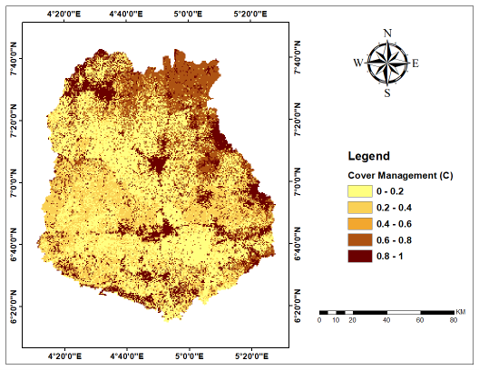 4°20'0"E 4°40'0"E 5°0'0"E 5°20'0"E
7°40'0"N 7°40'0"N
7°20'0"N 7°20'0"N
7°0'0"N 7°0'0"N
6°40'0"N 6°40'0"N
6°20'0"N 6°20'0"N
4°20'0"E 4°40'0"E 5°0'0"E 5°20'0"E
N
W E
S
Legend
Cover Management (C)
0 - 0.2
0.2 - 0.4
0.4 - 0.6
0.6 - 0.8
0.8 - 1
KM
0 5 10 20 40 60 80